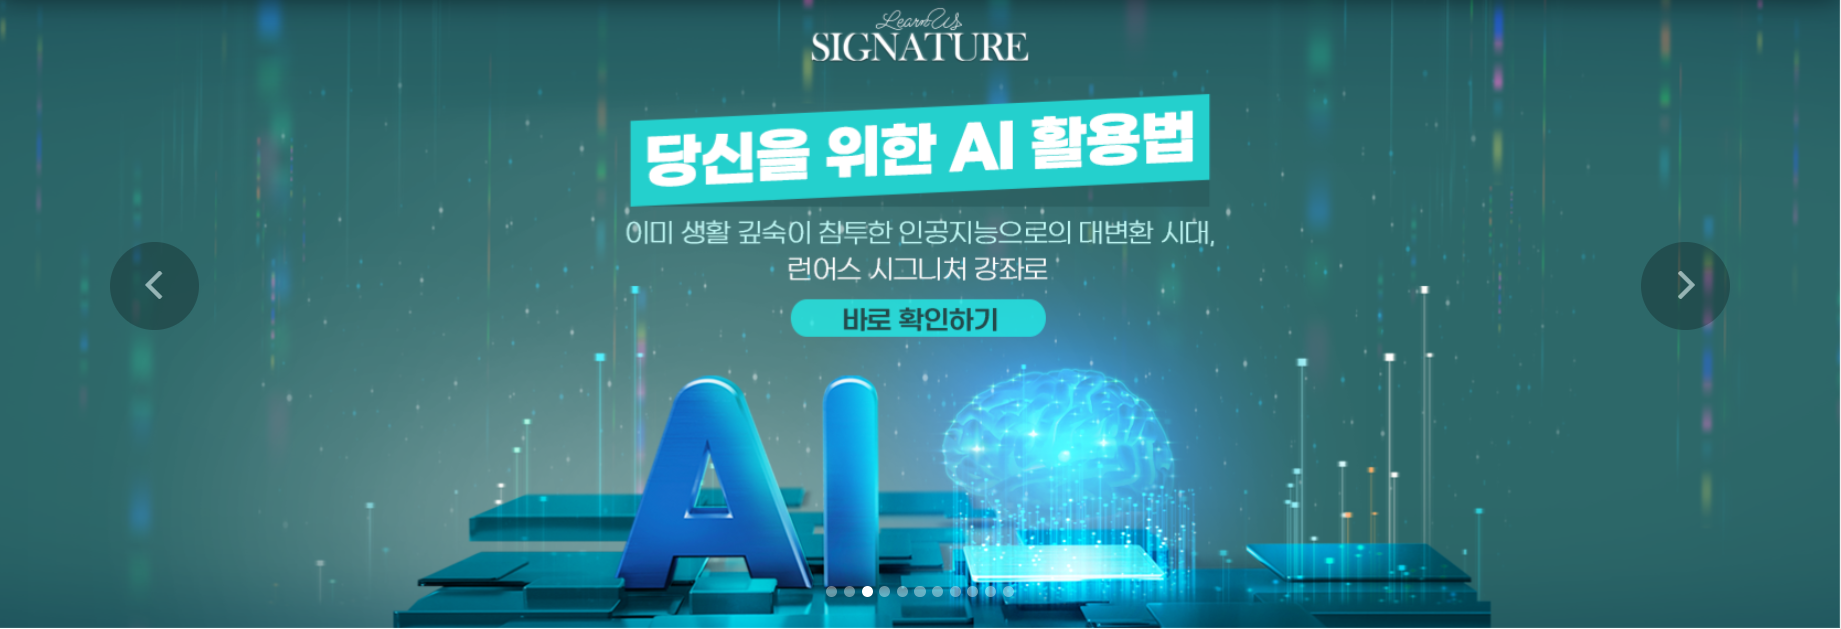 LearnUs
SIGNATURE
당신을 위한 AI 활용법
이미 생활 깊숙이 침투한 인공지능으로의 대변환 시대,
런어스 시그니처 강좌로
바로 확인하기
AI